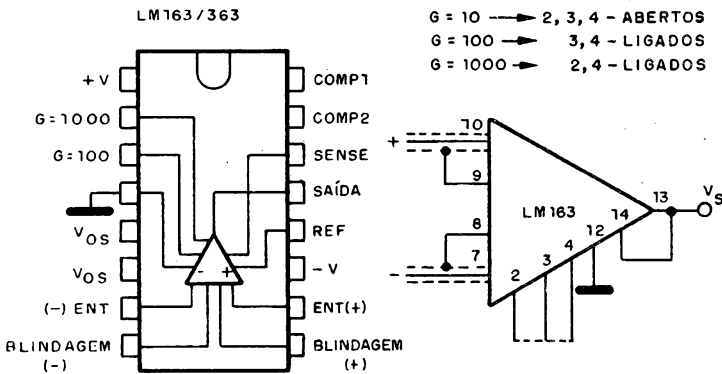 LM163/363
+V
G=1000
G=100
VOS
VOS
(-) ENT
BLINDAGEM
(-)
COMP1
COMP2
SENSE
SAÍDA
REF
-V
ENT(+)
BLINDAGEM
(+)
- +
G = 10 → 2, 3, 4 - ABERTOS
G = 100 → 3, 4 - LIGADOS
G = 1000 → 2, 4 - LIGADOS
+
10
9
8
7
-
LM163
2
3
4
12
14
13
VS